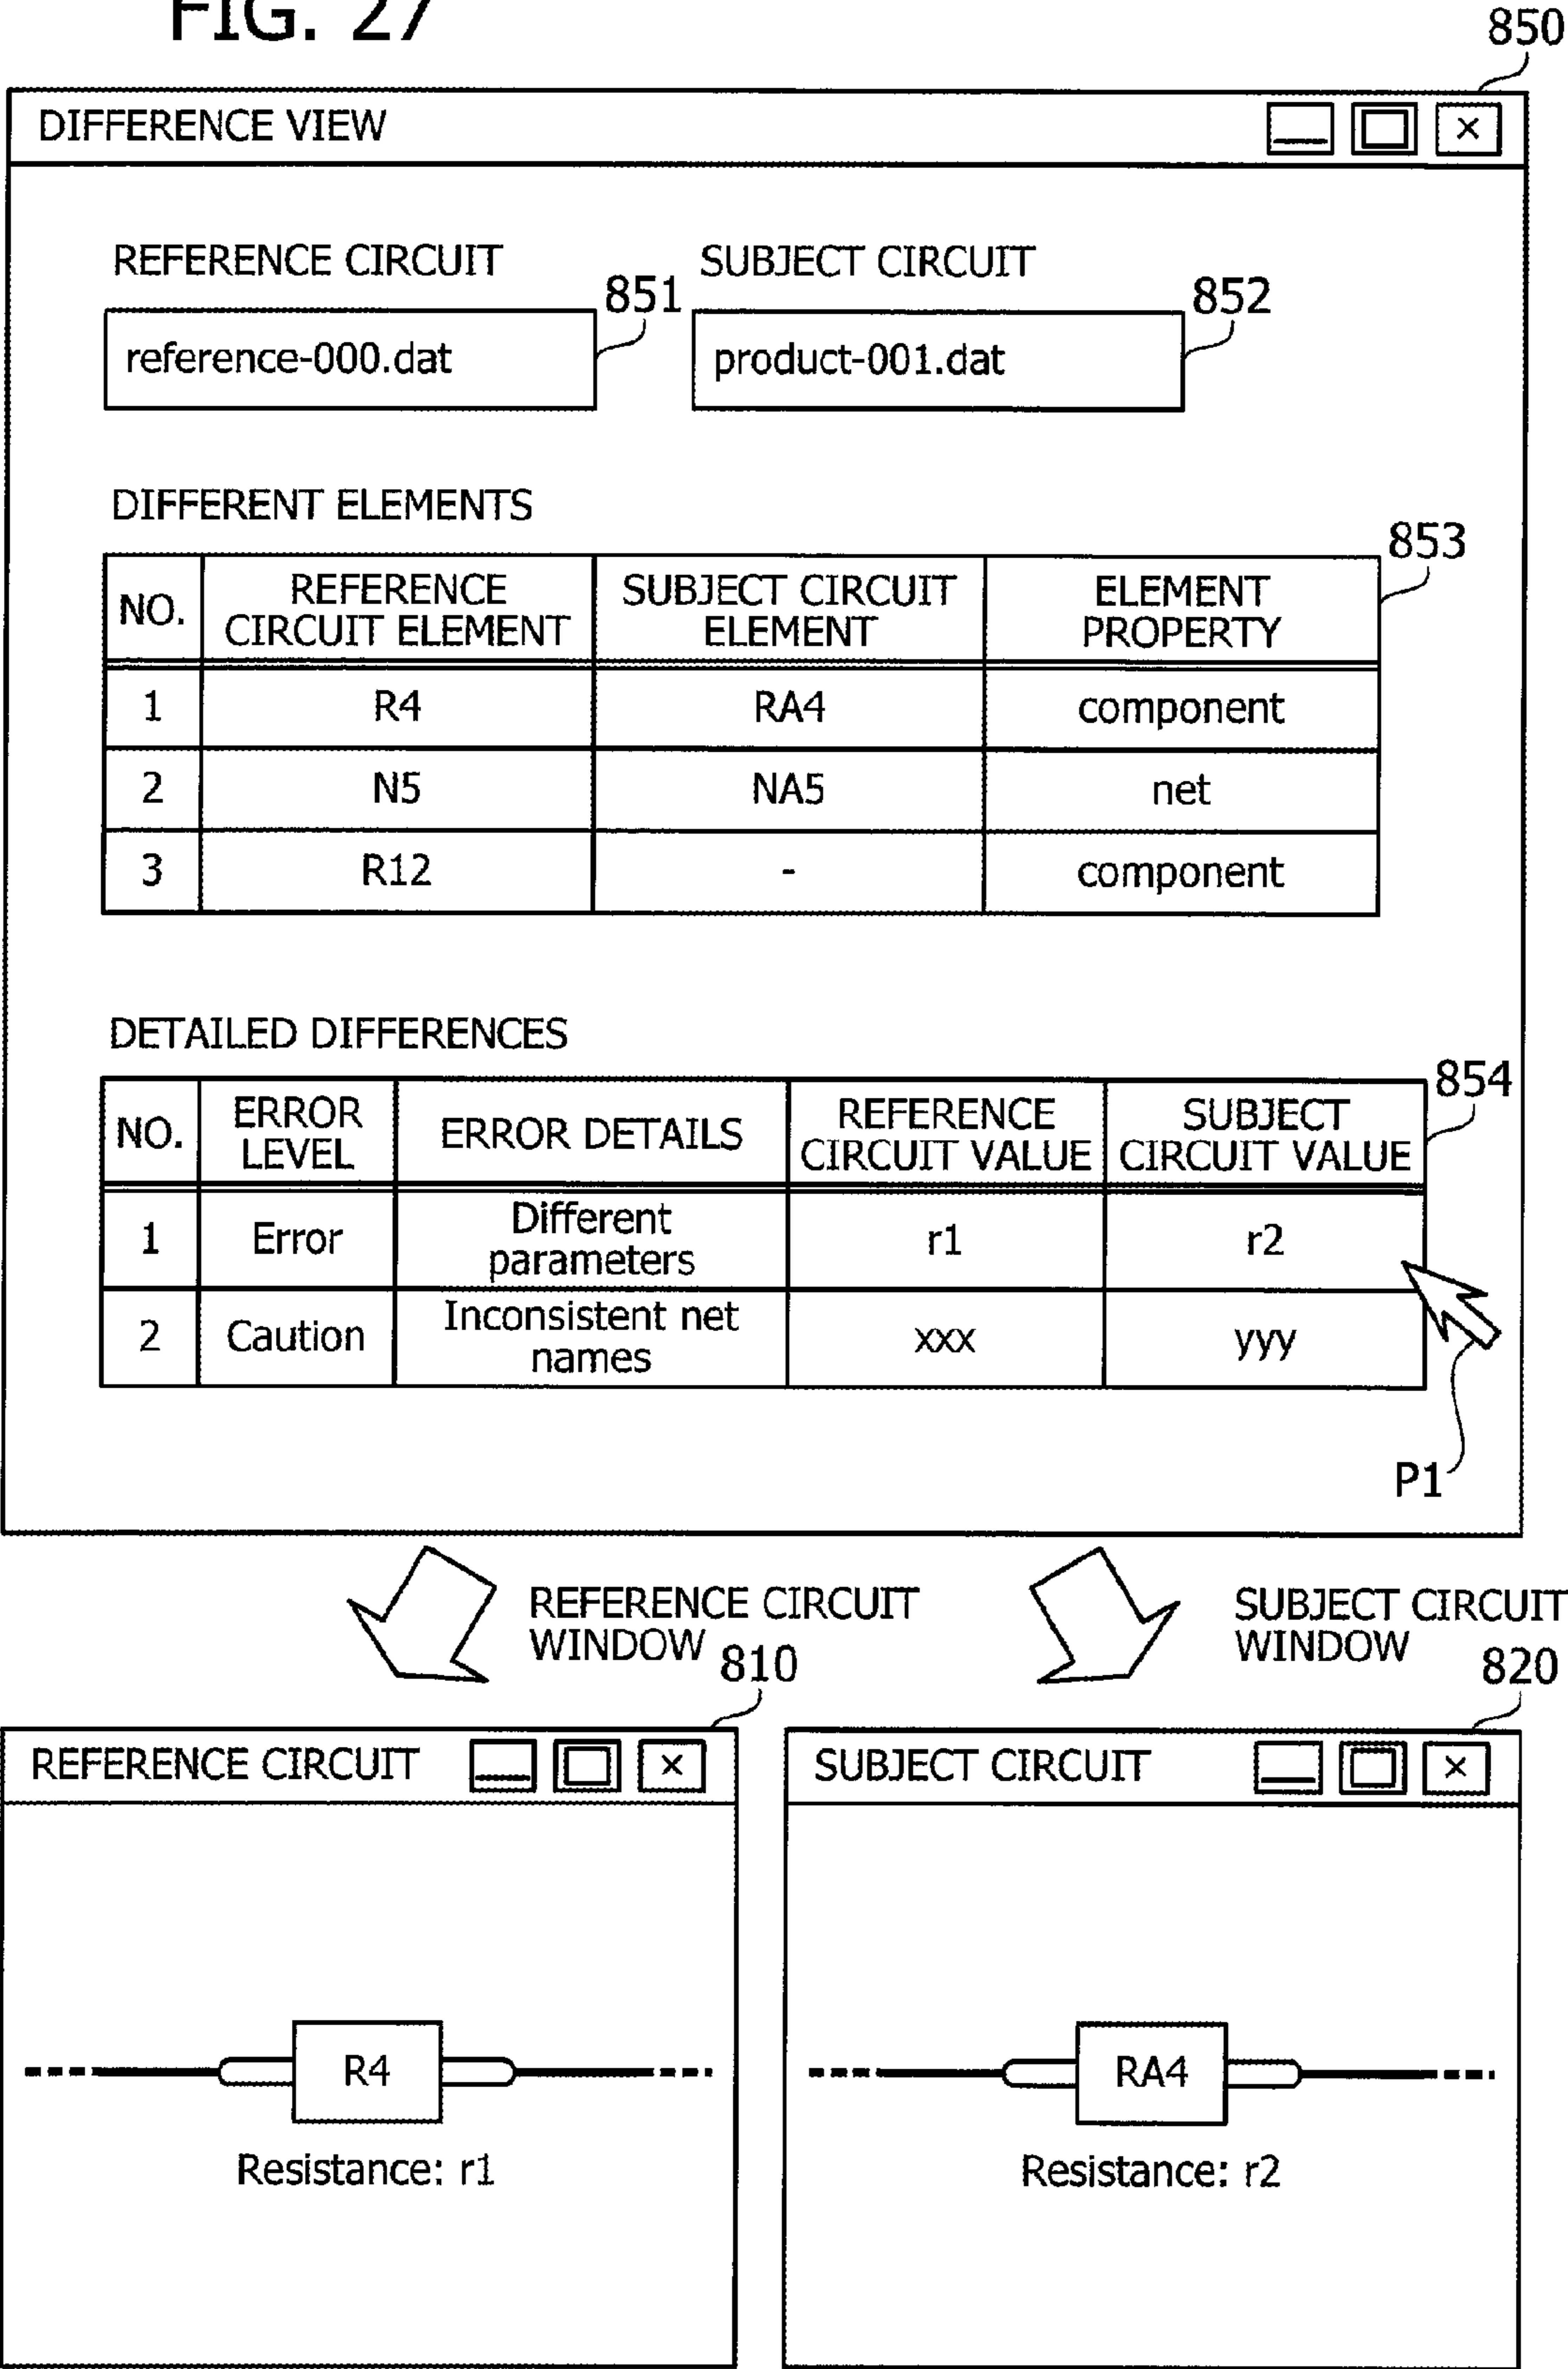 FIG. 27
850
DIFFERENCE VIEW
×
REFERENCE CIRCUIT
SUBJECT CIRCUIT
851
852
reference-000.dat
product-001.dat
DIFFERENT ELEMENTS
853
NO.
REFERENCE
CIRCUIT ELEMENT
SUBJECT CIRCUIT
ELEMENT
ELEMENT
PROPERTY
1
R4
RA4
component
2
N5
NA5
net
3
R12
-
component
DETAILED DIFFERENCES
854
NO.
ERROR
LEVEL
ERROR DETAILS
REFERENCE
CIRCUIT VALUE
SUBJECT
CIRCUIT VALUE
1
Error
Different
parameters
r1
r2
2
Caution
Inconsistent net
names
xxx
yyy
P1
REFERENCE CIRCUIT
WINDOW
810
SUBJECT CIRCUIT
WINDOW
820
REFERENCE CIRCUIT
×
SUBJECT CIRCUIT
×
R4
Resistance: r1
RA4
Resistance: r2